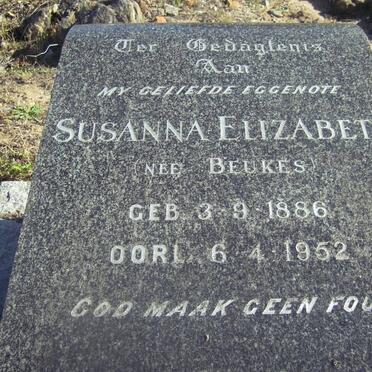 Ter Gedagtenis
Aan
MY GELIEFDE EGGENOTE
SUSANNA ELIZABET
(NÉE BEUKES)
GEB. 3-9-1886
OORL. 6-4-1952
GOD MAAK GEEN FOU